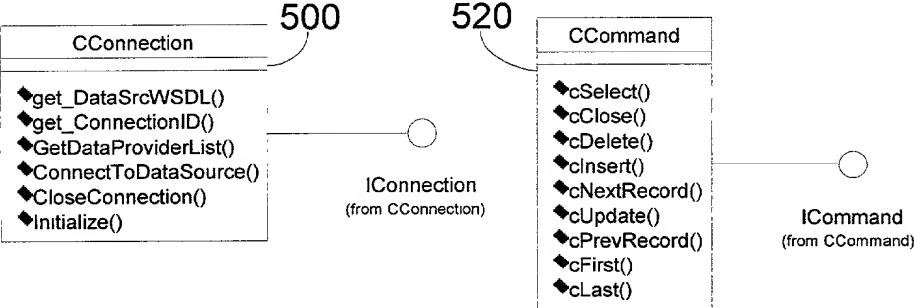 500
CConnection
get_DataSrcWSDL()
get_ConnectionID()
GetDataProviderList()
ConnectToDataSource()
CloseConnection()
Initialize()
IConnection
(from CConnection)
520
CCommand
cSelect()
cClose()
cDelete()
cInsert()
cNextRecord()
cUpdate()
cPrevRecord()
cFirst()
cLast()
ICommand
(from CCommand)